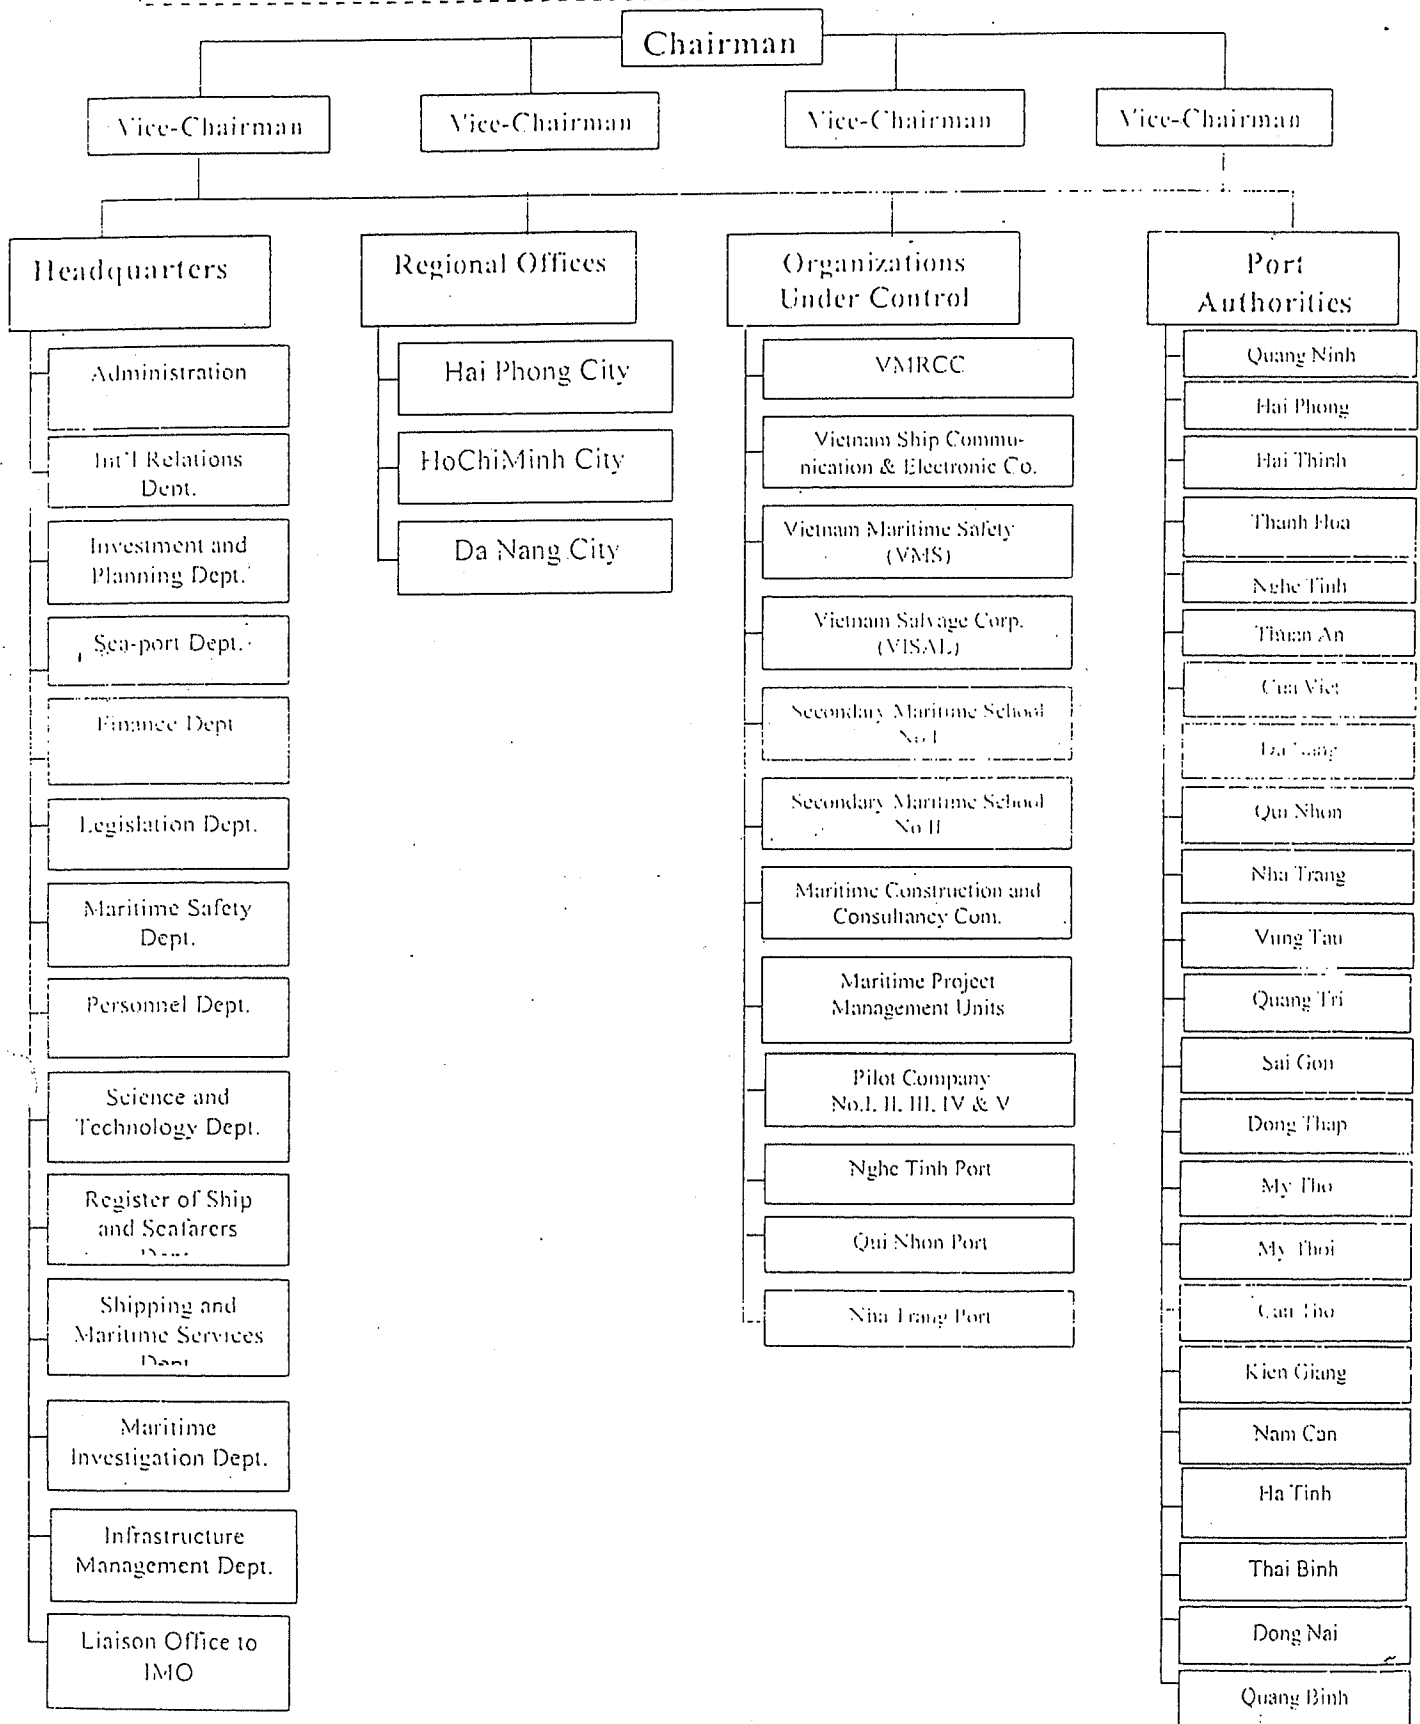 Chairman
Vice-Chairman
Vice-Chairman
Vice-Chairman
Vice-Chairman
Headquarters
Administration
Int'l Relations
Dept.
Investment and
Planning Dept.
Sea-port Dept.
Finance Dept
Legislation Dept.
Maritime Safety
Dept.
Personnel Dept.
Science and
Technology Dept.
Register of Ship
and Seafarers
Shipping and
Maritime Services
Dept
Maritime
Investigation Dept.
Infrastructure
Management Dept.
Liaison Office to
IMO
Regional Offices
Hai Phong City
HoChiMinh City
Da Nang City
Organizations
Under Control
VMRCC
Vietnam Ship Commu-
nication & Electronic Co.
Vietnam Maritime Safety
(VMS)
Vietnam Salvage Corp.
(VISAL)
Secondary Maritime School
No.I
Secondary Maritime School
No II
Maritime Construction and
Consultancy Com.
Maritime Project
Management Units
Pilot Company
No.I, II, III, IV & V
Nghe Tinh Port
Qui Nhon Port
Nha Trang Port
Port
Authorities
Quang Ninh
Hai Phong
Hai Thinh
Thanh Hoa
Nghe Tinh
Thuan An
Cua Viet
Da Nang
Qui Nhon
Nha Trang
Vung Tau
Quang Tri
Sai Gon
Dong Thap
My Tho
My Thoi
Can Tho
Kien Giang
Nam Can
Ha Tinh
Thai Binh
Dong Nai
Quang Binh